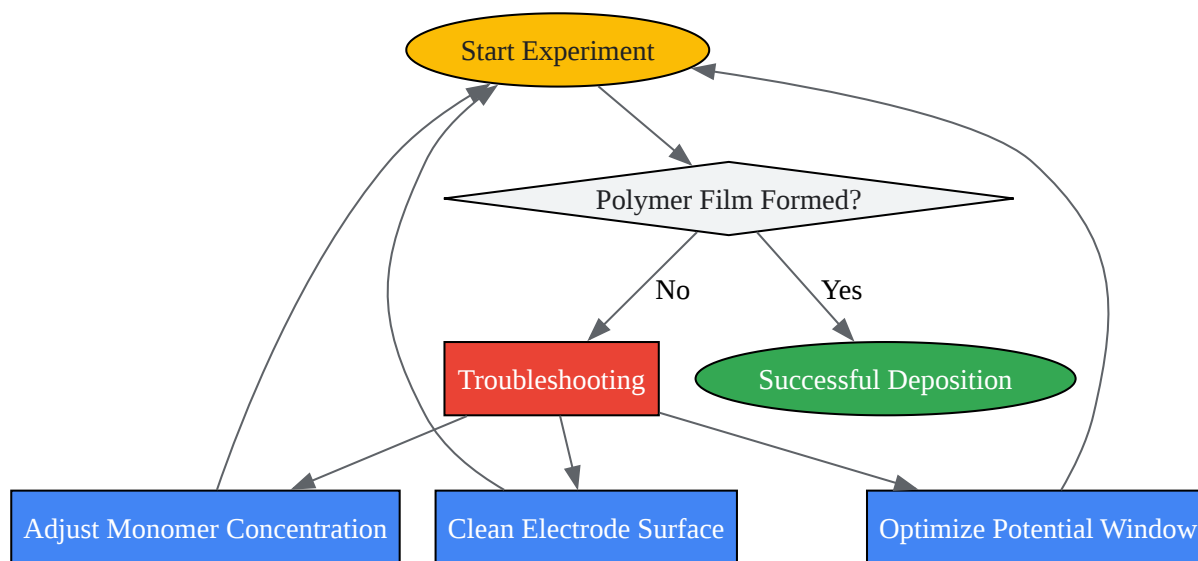 Start Experiment
Polymer Film Formed?
No
Yes
Troubleshooting
Successful Deposition
Adjust Monomer Concentration
Clean Electrode Surface
Optimize Potential Window